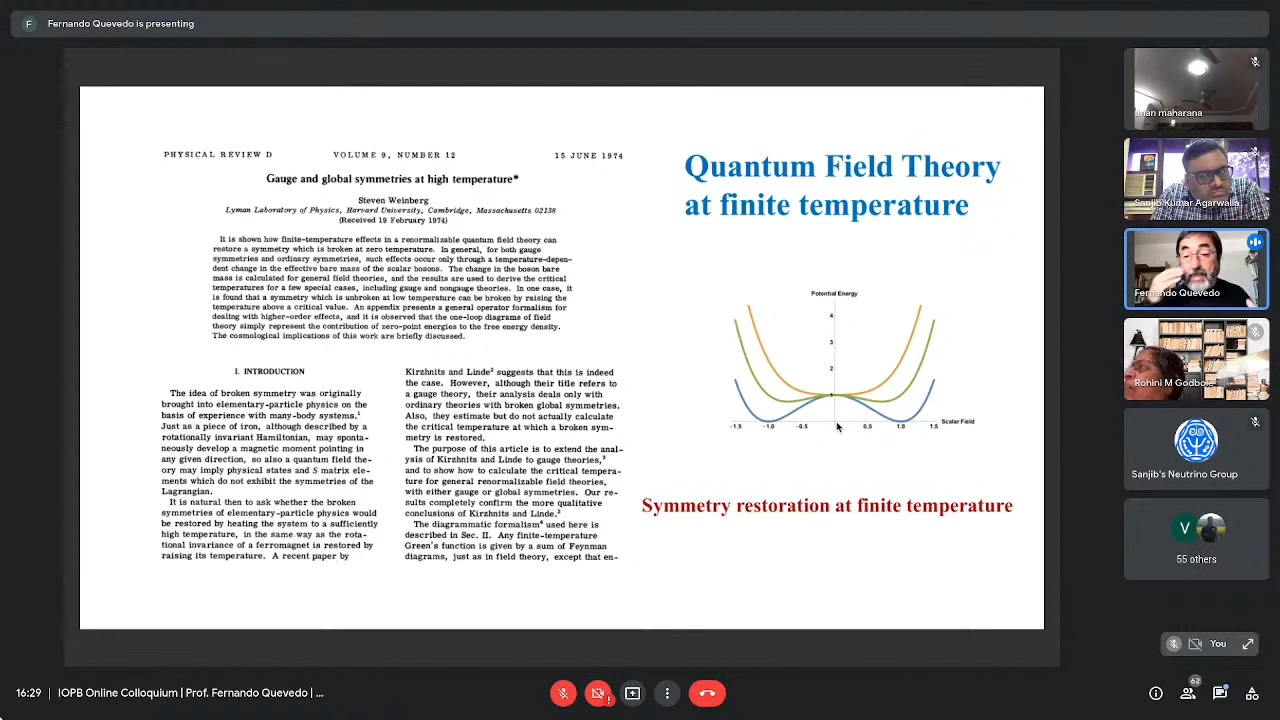 Fernando Quevedo is presenting
PHYSICAL REVIEW D VOLUME 9, NUMBER 12 15 JUNE 1974
Gauge and global symmetries at high temperature*
Steven Weinberg
Lyman Laboratory of Physics, Harvard University, Cambridge, Massachusetts 02138
(Received 19 February 1974)
It is shown how finite-temperature effects in a renormalizable quantum field theory can
restore a symmetry which is broken at zero temperature. In general, for both gauge
symmetries and ordinary symmetries, such effects occur only through a temperature-depen-
dent change in the effective bare mass of the scalar bosons. The change in the boson bare
mass is calculated for general field theories, and the results are used to derive the critical
temperatures for a few special cases, including gauge and nongauge theories. In one case, it
is found that a symmetry which is unbroken at low temperature can be broken by raising the
temperature above a critical value. An appendix presents a general operator formalism for
dealing with higher-order effects, and it is observed that the one-loop diagrams of field
theory simply represent the contribution of zero-point energies to the free energy density.
The cosmological implications of this work are briefly discussed.
I. INTRODUCTION
The idea of broken symmetry was originally
brought into elementary-particle physics on the
basis of experience with many-body systems.1
Just as a piece of iron, although described by a
rotationally invariant Hamiltonian, may sponta-
neously develop a magnetic moment pointing in
any given direction, so also a quantum field the-
ory may imply physical states and S matrix ele-
ments which do not exhibit the symmetries of the
Lagrangian.
It is natural then to ask whether the broken
symmetries of elementary-particle physics would
be restored by heating the system to a sufficiently
high temperature, in the same way as the rota-
tional invariance of a ferromagnet is restored by
raising its temperature. A recent paper by
Kirzhnits and Linde2 suggests that this is indeed
the case. However, although their title refers to
a gauge theory, their analysis deals only with
ordinary theories with broken global symmetries.
Also, they estimate but do not actually calculate
the critical temperature at which a broken sym-
metry is restored.
The purpose of this article is to extend the anal-
ysis of Kirzhnits and Linde to gauge theories,3
and to show how to calculate the critical tempera-
ture for general renormalizable field theories,
with either gauge or global symmetries. Our re-
sults completely confirm the more qualitative
conclusions of Kirzhnits and Linde.2
The diagrammatic formalism4 used here is
described in Sec. II. Any finite-temperature
Green's function is given by a sum of Feynman
diagrams, just as in field theory, except that en-
Quantum Field Theory
at finite temperature
Potential Energy
4
3
2
1
-1.5 -1.0 -0.5 0.5 1.0 1.5
Scalar Field
Symmetry restoration at finite temperature
maharana
Sanjib Kumar Agarwalla
Fernando Quevedo
Rohini M Godbole
Sanjib's Neutrino Group
V
55 others
You
16:29 | IOPB Online Colloquium | Prof. Fernando Quevedo | ...
62